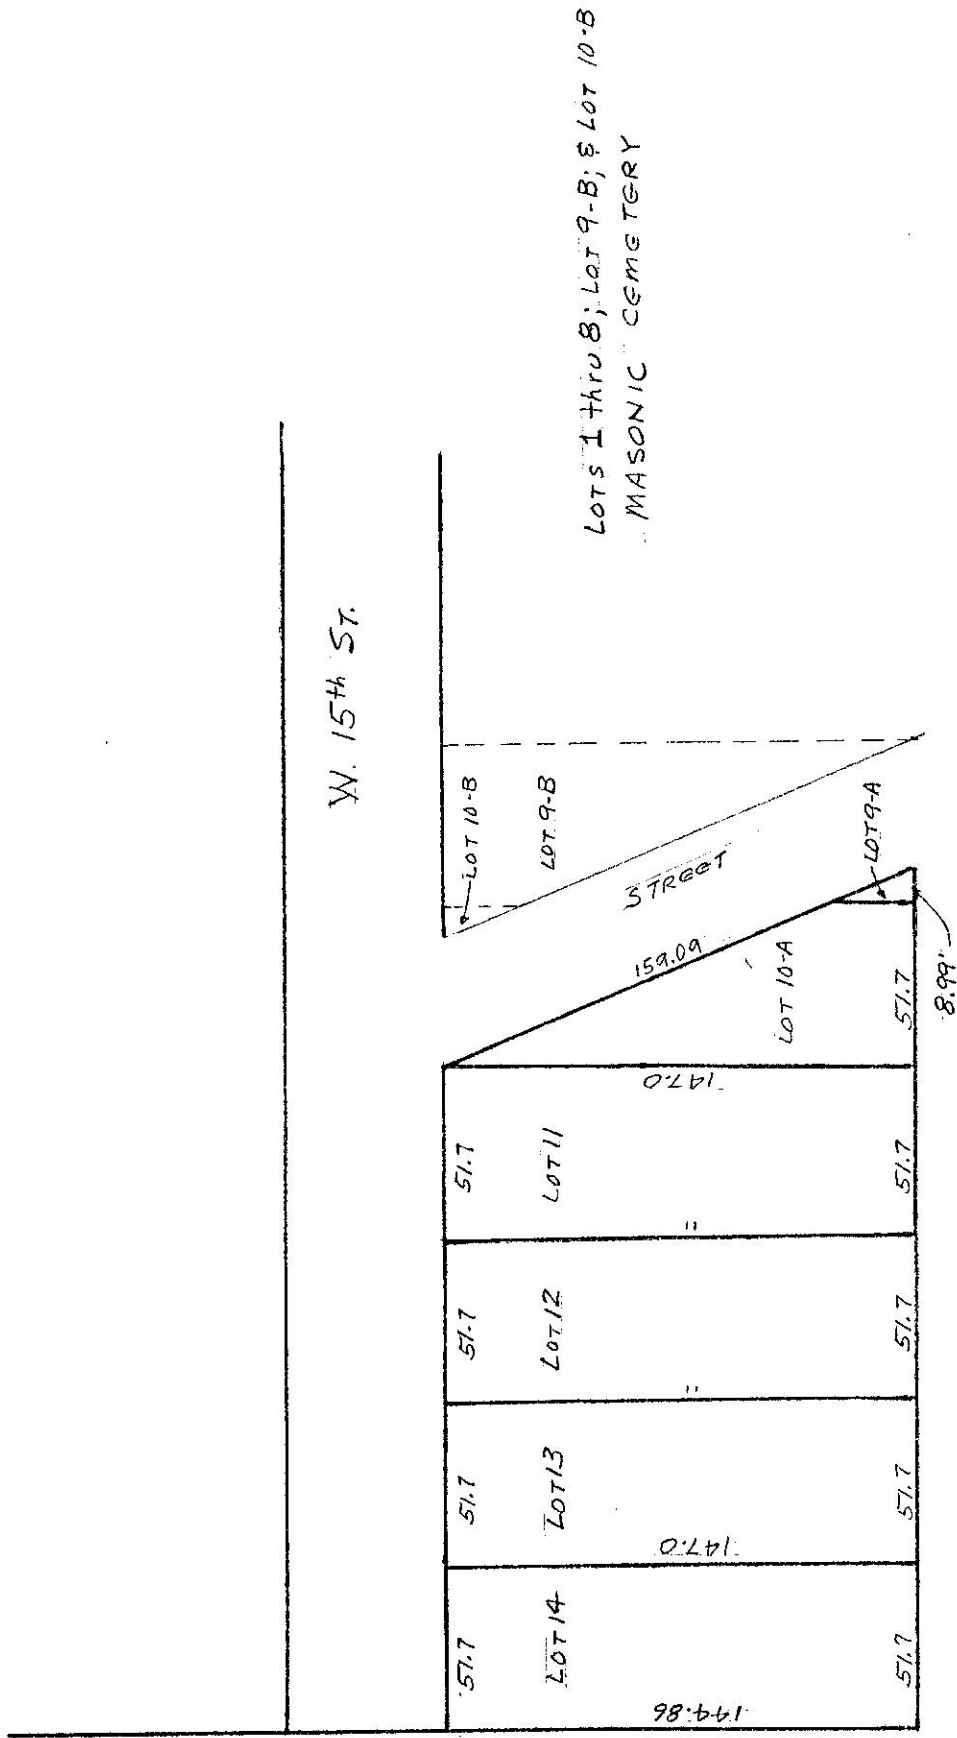 W. 15th ST.
LOTS 1 thru 8; LOT 9-B; & LOT 10-B
MASONIC CEMETERY
51.7
51.7
51.7
51.7
LOT 10-B
LOT 14
LOT 13
LOT 12
LOT 11
LOT 9-B
STREET
144.86
147.0
"
"
147.0
159.09
LOT 10-A
LOT 9-A
51.7
51.7
51.7
51.7
51.7
8.99'